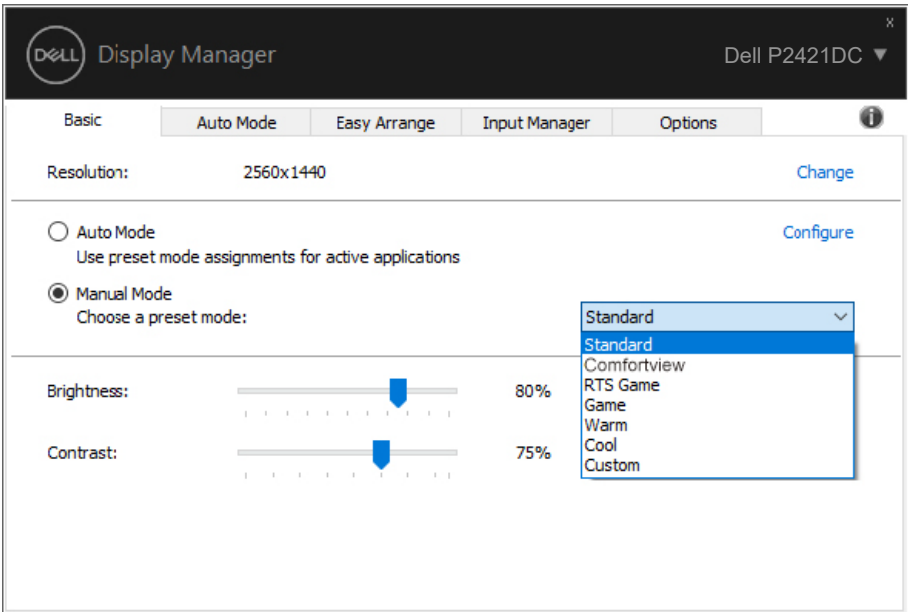 x
DELL Display Manager Dell P2421DC ▼
Basic Auto Mode Easy Arrange Input Manager Options i
Resolution: 2560x1440 Change
Auto Mode Configure
Use preset mode assignments for active applications
Manual Mode
Choose a preset mode: Standard
Standard
Comfortview
RTS Game
Game
Warm
Cool
Custom
Brightness: 80%
Contrast: 75%